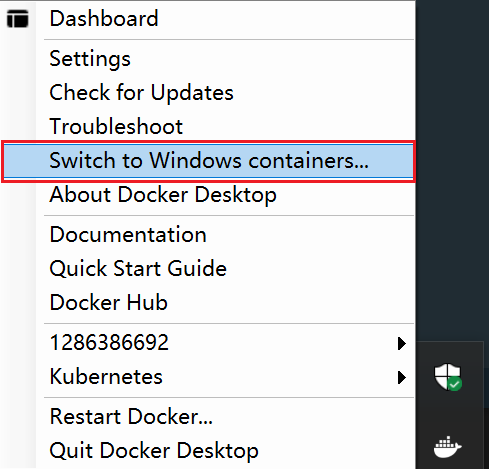 Dashboard
Settings
Check for Updates
Troubleshoot
Switch to Windows containers...
About Docker Desktop
Documentation
Quick Start Guide
Docker Hub
1286386692
Kubernetes
Restart Docker...
Quit Docker Desktop